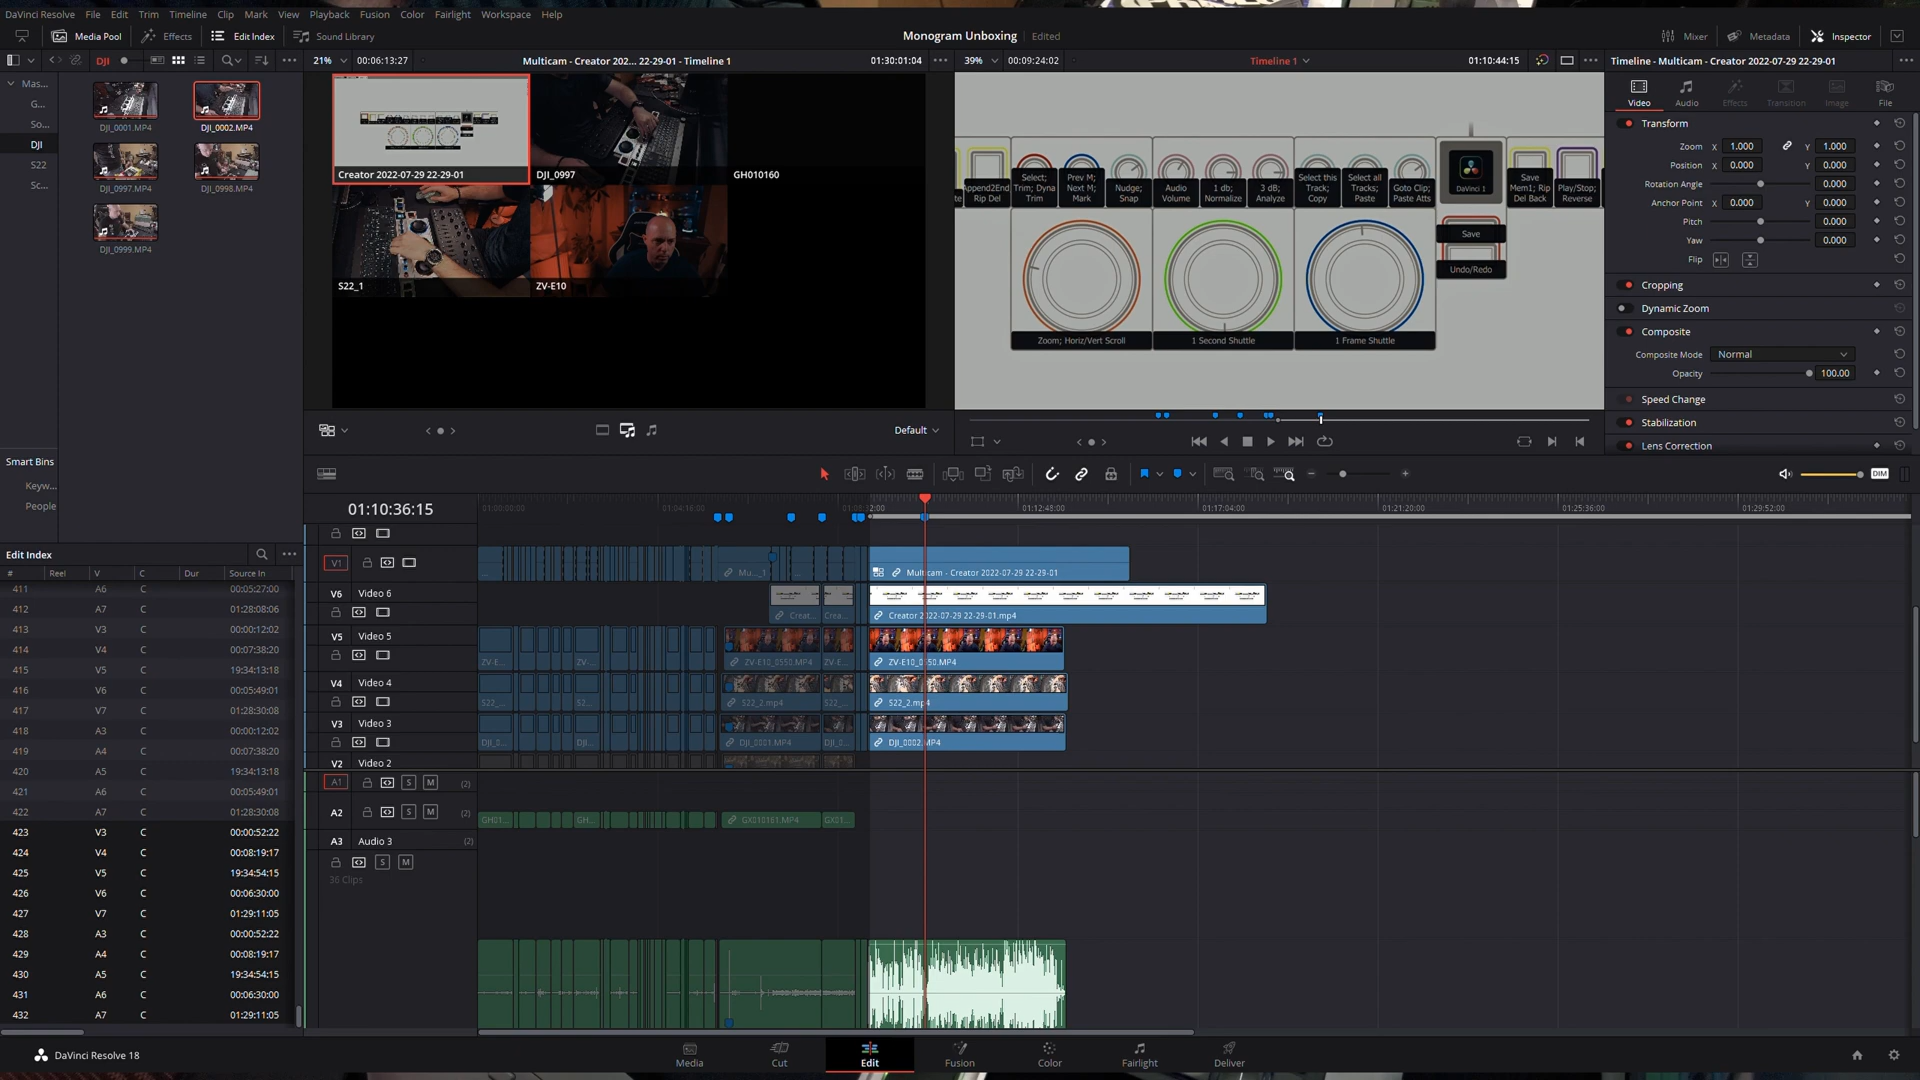 DaVinci Resolve File Edit Trim Timeline Clip Mark View Playback Fusion Color Fairlight Workspace Help
Media Pool Effects Edit Index Sound Library
Monogram Unboxing Edited
Mixer Metadata Inspector
DJI
21% 00:06:13:27 Multicam - Creator 202... 22-29-01 - Timeline 1 01:30:01:04
39% 00:09:24:02 Timeline 1 01:10:44:15
Timeline - Multicam - Creator 2022-07-29 22-29-01
Mas...
G...
So...
DJI
S22
Sc...
DJI_0001.MP4 DJI_0002.MP4
DJI_0997.MP4 DJI_0998.MP4
DJI_0999.MP4
Smart Bins
Keyw...
People
Creator 2022-07-29 22-29-01 DJI_0997 GH010160
S22_1 ZV-E10
Default
Append2End
Rip Del
Select;
Trim; Dyna
Trim
Prev M;
Next M;
Mark
Nudge;
Snap
Audio
Volume
1 db;
Normalize
3 dB;
Analyze
Select this
Track;
Copy
Select all
Tracks;
Paste
Goto Clip;
Paste Atts
DaVinci 1
Save
Mem1; Rip
Del Back
Play/Stop;
Reverse
Save
Undo/Redo
Zoom; Horiz/Vert Scroll 1 Second Shuttle 1 Frame Shuttle
Video Audio Effects Transition Image File
Transform
Zoom X 1.000 Y 1.000
Position X 0.000 Y 0.000
Rotation Angle 0.000
Anchor Point X 0.000 Y 0.000
Pitch 0.000
Yaw 0.000
Flip
Cropping
Dynamic Zoom
Composite
Composite Mode Normal
Opacity 100.00
Speed Change
Stabilization
Lens Correction
DIM
01:10:36:15
01:00:00:00 01:04:16:00 01:12:48:00 01:17:04:00 01:21:20:00 01:25:36:00 01:29:52:00
Edit Index
# Reel V C Dur Source In
411 A6 C 00:05:27:00
412 A7 C 01:28:08:06
413 V3 C 00:00:12:02
414 V4 C 00:07:38:20
415 V5 C 19:34:13:18
416 V6 C 00:05:49:01
417 V7 C 01:28:30:08
418 A3 C 00:00:12:02
419 A4 C 00:07:38:20
420 A5 C 19:34:13:18
421 A6 C 00:05:49:01
422 A7 C 01:28:30:08
423 V3 C 00:00:52:22
424 V4 C 00:08:19:17
425 V5 C 19:34:54:15
426 V6 C 00:06:30:00
427 V7 C 01:29:11:05
428 A3 C 00:00:52:22
429 A4 C 00:08:19:17
430 A5 C 19:34:54:15
431 A6 C 00:06:30:00
432 A7 C 01:29:11:05
V1 Mu..._1 Multicam - Creator 2022-07-29 22-29-01
V6 Video 6
Creat... Crea... Creator 2022-07-29 22-29-01.mp4
V5 Video 5
ZV-E... ZV-... ZV-E10_0550.MP4 ZV-E... ZV-E10_0550.MP4
V4 Video 4
S22_... S2... S22_2.mp4 S22_... S22_2.mp4
V3 Video 3
DJI_0... DJI... DJI_0001.MP4 DJI_0... DJI_0002.MP4
V2 Video 2
A1 S M (2)
A2 S M (2) GH01... GH... GX010161.MP4 GX01...
A3 Audio 3 (2)
S M
36 Clips
DaVinci Resolve 18
Media Cut Edit Fusion Color Fairlight Deliver